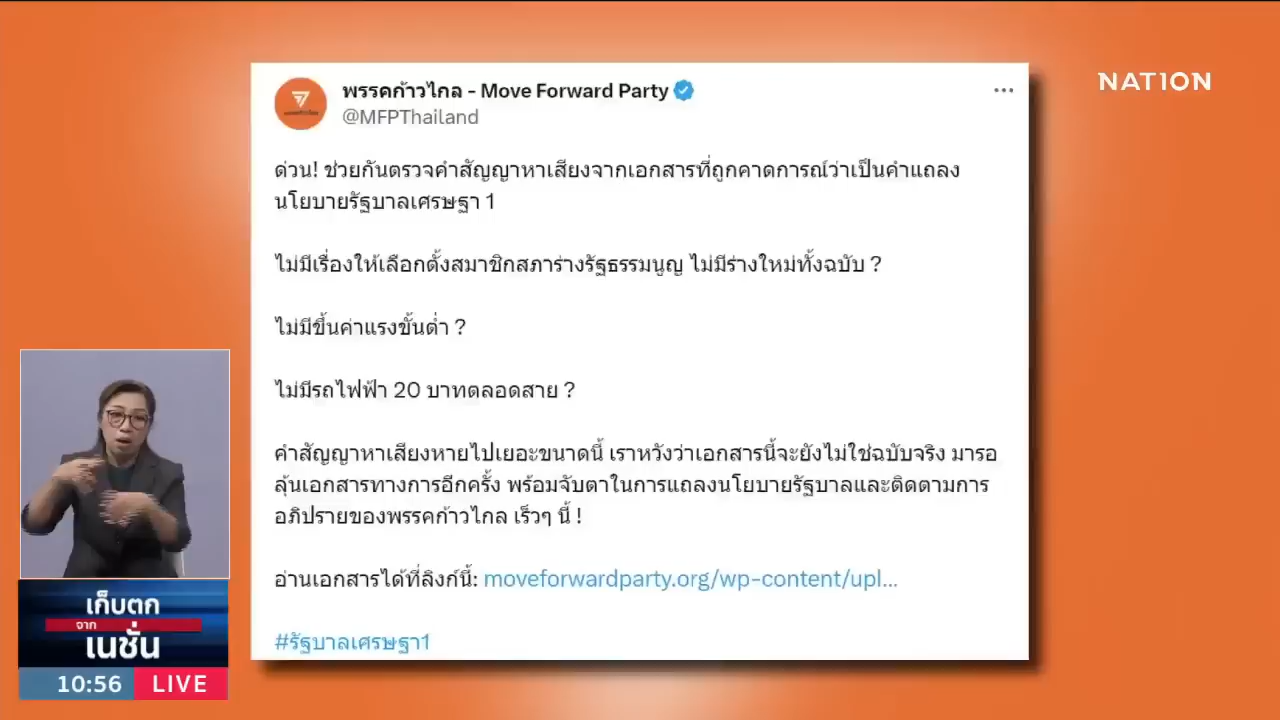 NATION
พรรคก้าวไกล - Move Forward Party
@MFPThailand
ด่วน! ช่วยกันตรวจคำสัญญาหาเสียงจากเอกสารที่ถูกคาดการณ์ว่าเป็นคำแถลง
นโยบายรัฐบาลเศรษฐา 1
ไม่มีเรื่องให้เลือกตั้งสมาชิกสภาร่างรัฐธรรมนูญ ไม่มีร่างใหม่ทั้งฉบับ ?
ไม่มีขึ้นค่าแรงขั้นต่ำ ?
ไม่มีรถไฟฟ้า 20 บาทตลอดสาย ?
คำสัญญาหาเสียงหายไปเยอะขนาดนี้ เราหวังว่าเอกสารนี้จะยังไม่ใช่ฉบับจริง มารอ
ลุ้นเอกสารทางการอีกครั้ง พร้อมจับตาในการแถลงนโยบายรัฐบาลและติดตามการ
อภิปรายของพรรคก้าวไกล เร็วๆ นี้ !
อ่านเอกสารได้ที่ลิงก์นี้: moveforwardparty.org/wp-content/upl...
#รัฐบาลเศรษฐา1
เก็บตก
จาก
เนชั่น
10:56 LIVE